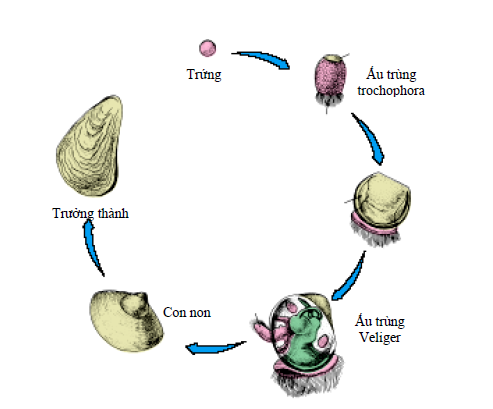 Trứng
Ấu trùng
trochophora
Trưởng thành
Con non
Ấu trùng
Veliger